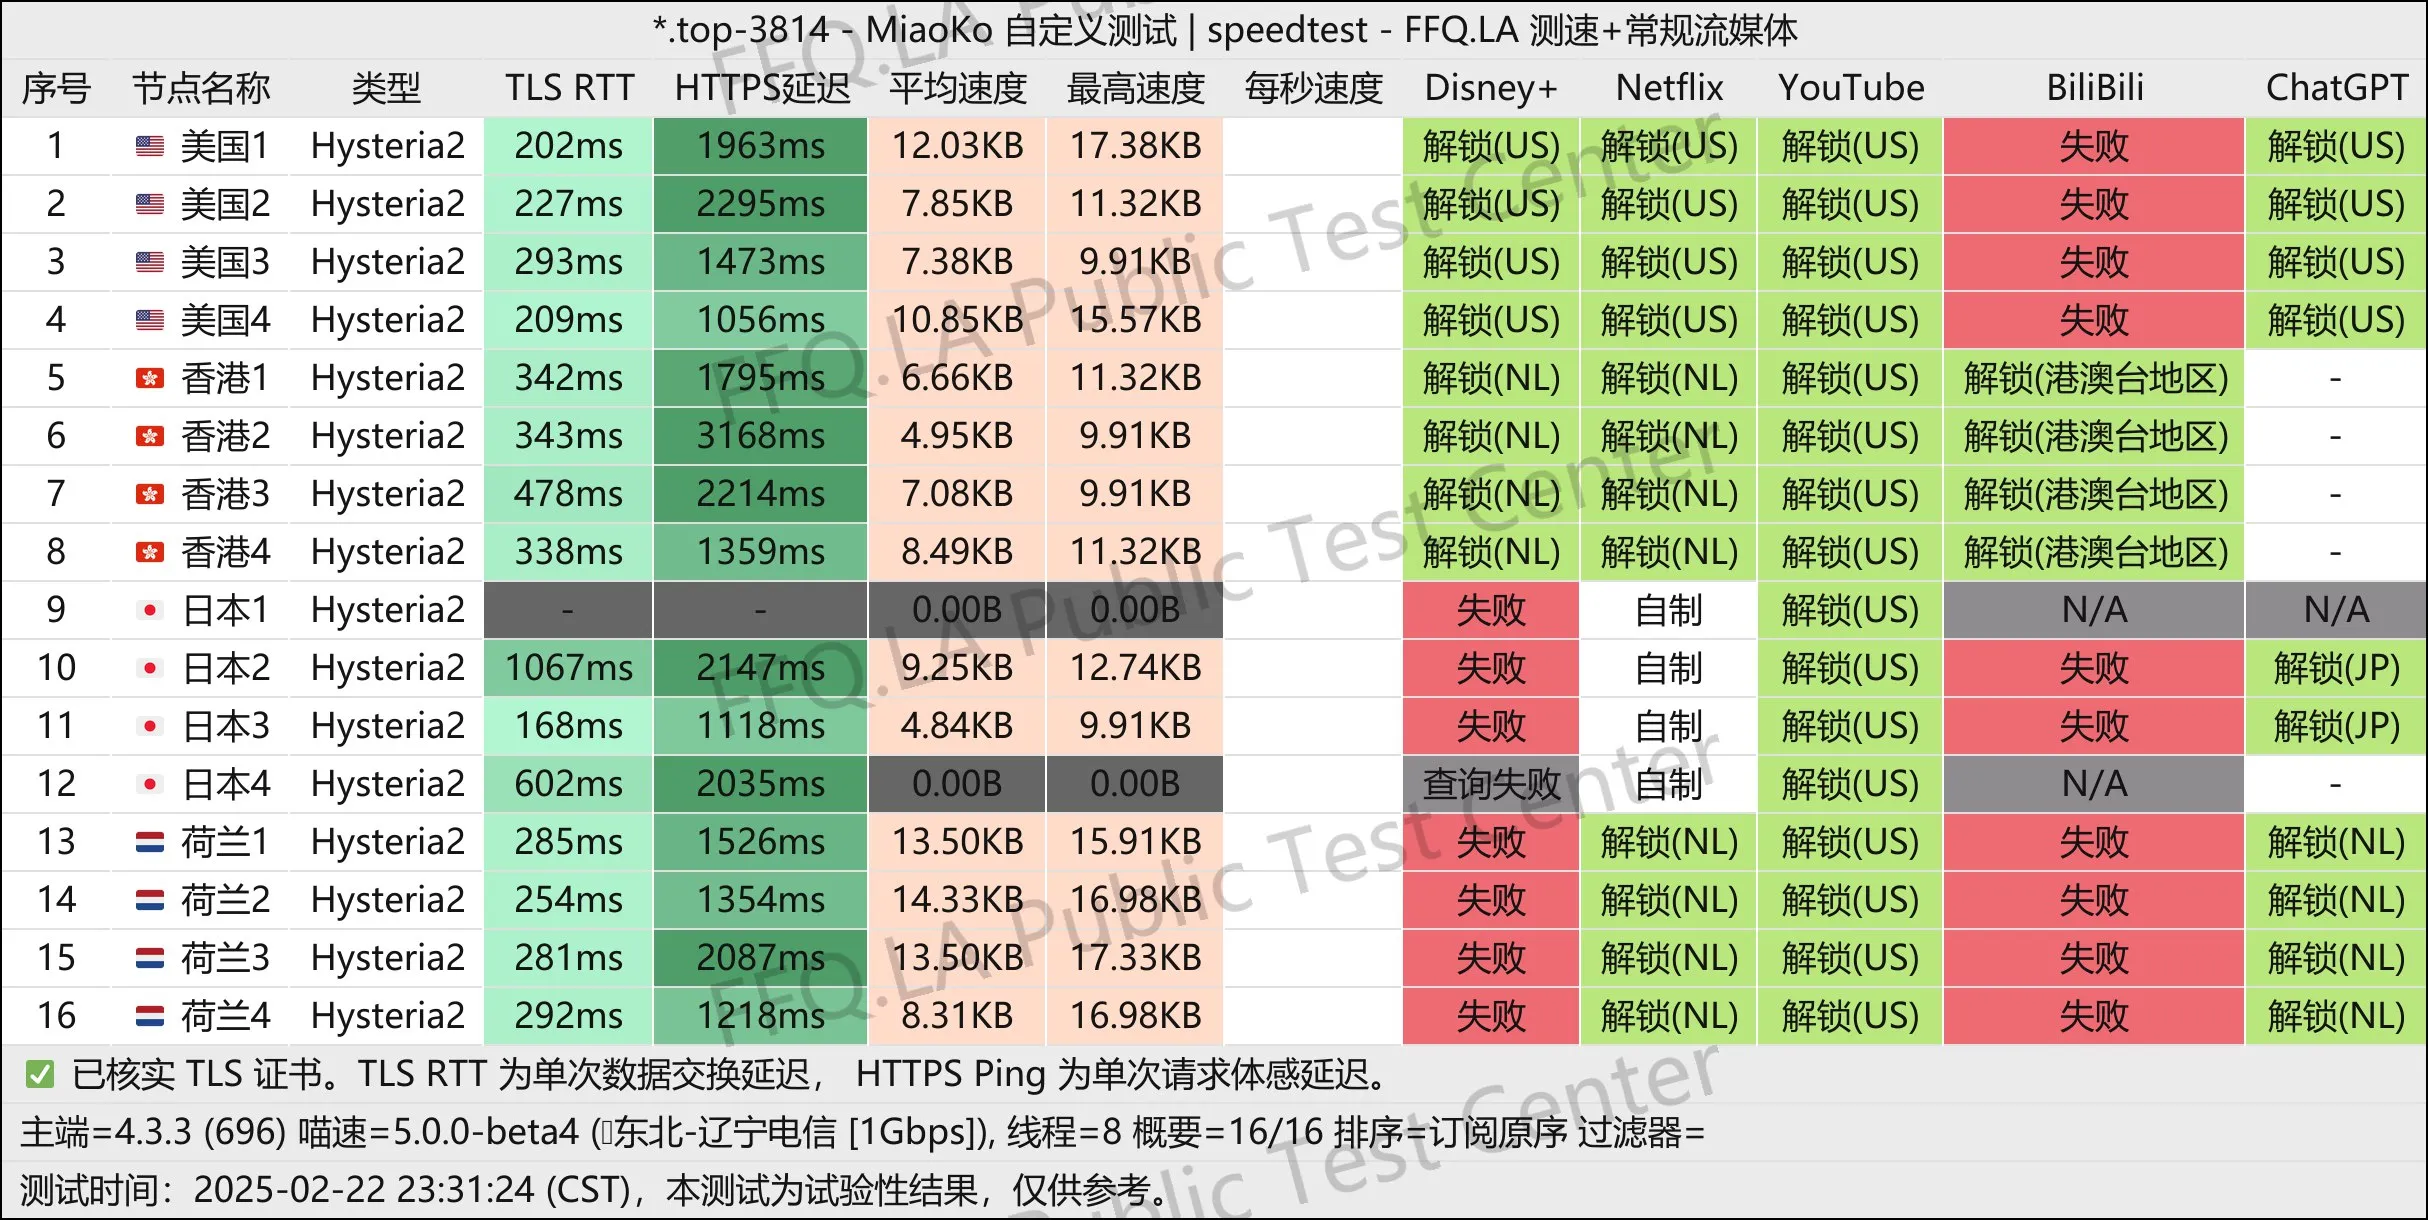 *.top-3814 - MiaoKo 自定义测试 | speedtest - FFQ.LA 测速+常规流媒体
序号 节点名称 类型 TLS RTT HTTPS延迟 平均速度 最高速度 每秒速度 Disney+ Netflix YouTube BiliBili ChatGPT
1 美国1 Hysteria2 202ms 1963ms 12.03KB 17.38KB 解锁(US) 解锁(US) 解锁(US) 失败 解锁(US)
2 美国2 Hysteria2 227ms 2295ms 7.85KB 11.32KB 解锁(US) 解锁(US) 解锁(US) 失败 解锁(US)
3 美国3 Hysteria2 293ms 1473ms 7.38KB 9.91KB 解锁(US) 解锁(US) 解锁(US) 失败 解锁(US)
4 美国4 Hysteria2 209ms 1056ms 10.85KB 15.57KB 解锁(US) 解锁(US) 解锁(US) 失败 解锁(US)
5 香港1 Hysteria2 342ms 1795ms 6.66KB 11.32KB 解锁(NL) 解锁(NL) 解锁(US) 解锁(港澳台地区) -
6 香港2 Hysteria2 343ms 3168ms 4.95KB 9.91KB 解锁(NL) 解锁(NL) 解锁(US) 解锁(港澳台地区) -
7 香港3 Hysteria2 478ms 2214ms 7.08KB 9.91KB 解锁(NL) 解锁(NL) 解锁(US) 解锁(港澳台地区) -
8 香港4 Hysteria2 338ms 1359ms 8.49KB 11.32KB 解锁(NL) 解锁(NL) 解锁(US) 解锁(港澳台地区) -
9 日本1 Hysteria2 - - 0.00B 0.00B 失败 自制 解锁(US) N/A N/A
10 日本2 Hysteria2 1067ms 2147ms 9.25KB 12.74KB 失败 自制 解锁(US) 失败 解锁(JP)
11 日本3 Hysteria2 168ms 1118ms 4.84KB 9.91KB 失败 自制 解锁(US) 失败 解锁(JP)
12 日本4 Hysteria2 602ms 2035ms 0.00B 0.00B 查询失败 自制 解锁(US) N/A -
13 荷兰1 Hysteria2 285ms 1526ms 13.50KB 15.91KB 失败 解锁(NL) 解锁(US) 失败 解锁(NL)
14 荷兰2 Hysteria2 254ms 1354ms 14.33KB 16.98KB 失败 解锁(NL) 解锁(US) 失败 解锁(NL)
15 荷兰3 Hysteria2 281ms 2087ms 13.50KB 17.33KB 失败 解锁(NL) 解锁(US) 失败 解锁(NL)
16 荷兰4 Hysteria2 292ms 1218ms 8.31KB 16.98KB 失败 解锁(NL) 解锁(US) 失败 解锁(NL)
✅ 已核实 TLS 证书。TLS RTT 为单次数据交换延迟， HTTPS Ping 为单次请求体感延迟。
主端=4.3.3 (696) 喵速=5.0.0-beta4 (东北-辽宁电信 [1Gbps]), 线程=8 概要=16/16 排序=订阅原序 过滤器=
测试时间：2025-02-22 23:31:24 (CST)，本测试为试验性结果，仅供参考。
FFQ.LA Public Test Center
FFQ.LA Public Test Center
FFQ.LA Public Test Center
FFQ.LA Public Test Center